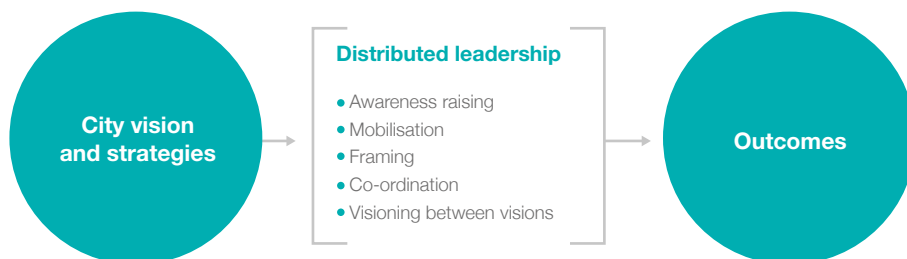 City vision
and strategies
Distributed leadership
• Awareness raising
• Mobilisation
• Framing
• Co-ordination
• Visioning between visions
Outcomes